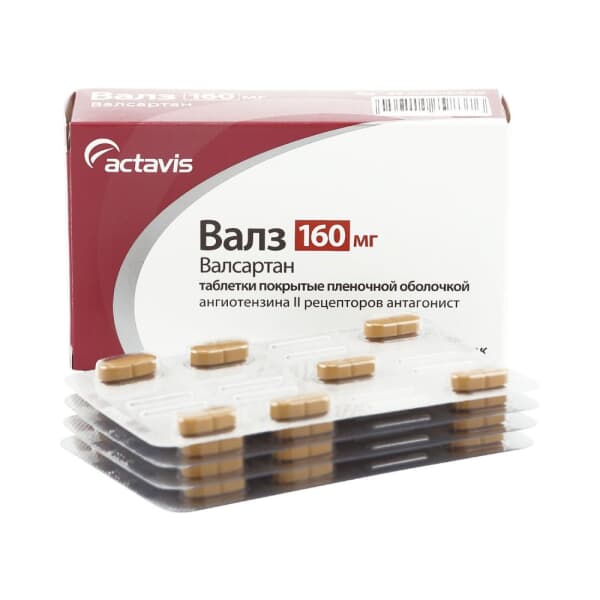 Валз 160 мг
Валсартан
actavis
Валз 160 мг
Валсартан
таблетки покрытые пленочной оболочкой
ангиотензина II рецепторов антагонист